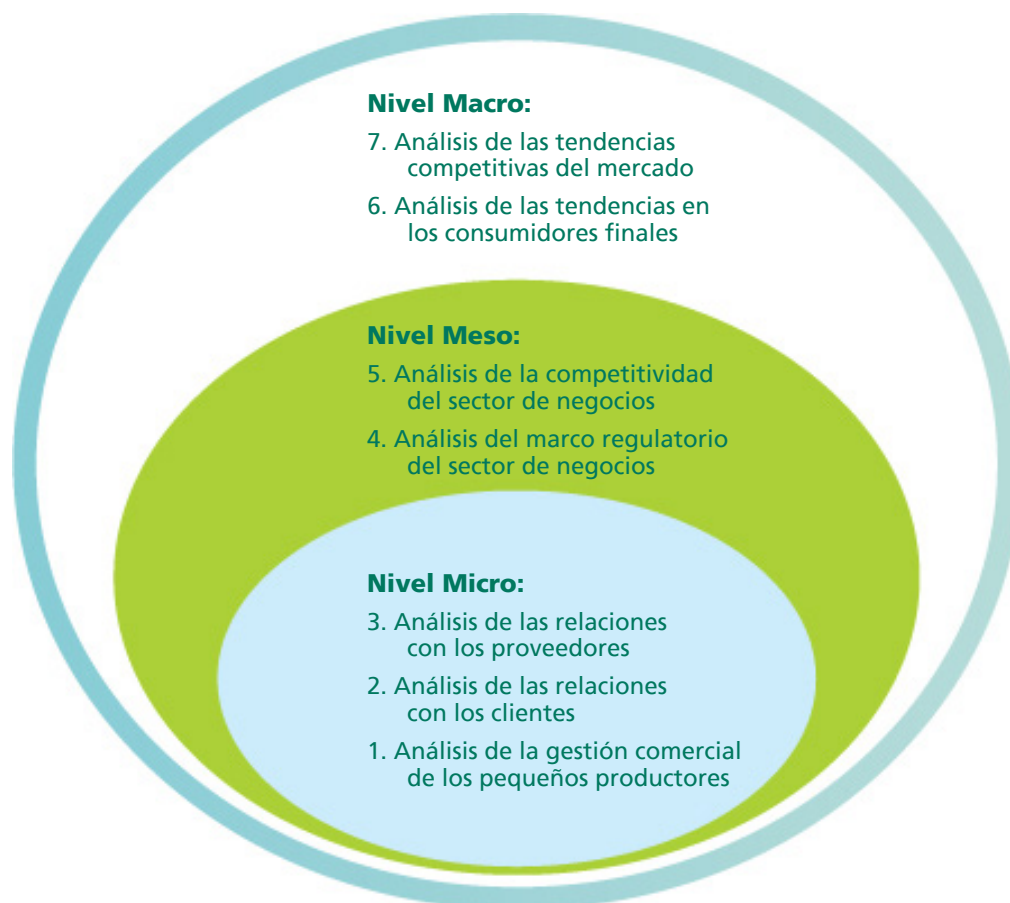 Nivel Macro:
7. Análisis de las tendencias
competitivas del mercado
6. Análisis de las tendencias en
los consumidores finales
Nivel Meso:
5. Análisis de la competitividad
del sector de negocios
4. Análisis del marco regulatorio
del sector de negocios
Nivel Micro:
3. Análisis de las relaciones
con los proveedores
2. Análisis de las relaciones
con los clientes
1. Análisis de la gestión comercial
de los pequeños productores